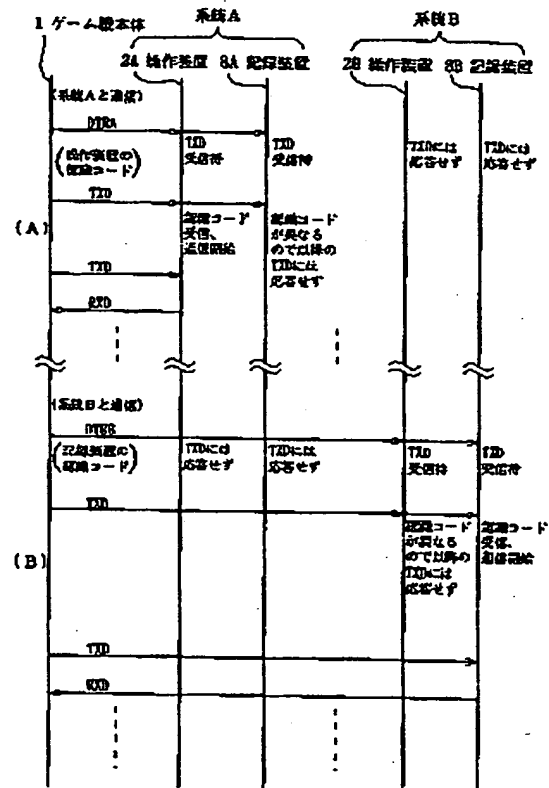 1 ゲーム機本体
系統A
系統B
2A 操作装置
8A 記録装置
2B 操作装置
8B 記録装置
(系統Aと通信)
DTRA
(操作装置の
認識コード)
TXD
受信待
TXD
受信待
TXDには
応答せず
TXDには
応答せず
TXD
(A)
認識コード
受信、
返信開始
認識コード
が異なる
ので以降の
TXDには
応答せず
TXD
RXD
(系統Bと通信)
DTRB
(記録装置の
認識コード)
TXDには
応答せず
TXDには
応答せず
TXD
受信待
TXD
受信待
TXD
(B)
認識コード
が異なる
ので以降の
TXDには
応答せず
認識コード
受信、
返信開始
TXD
RXD